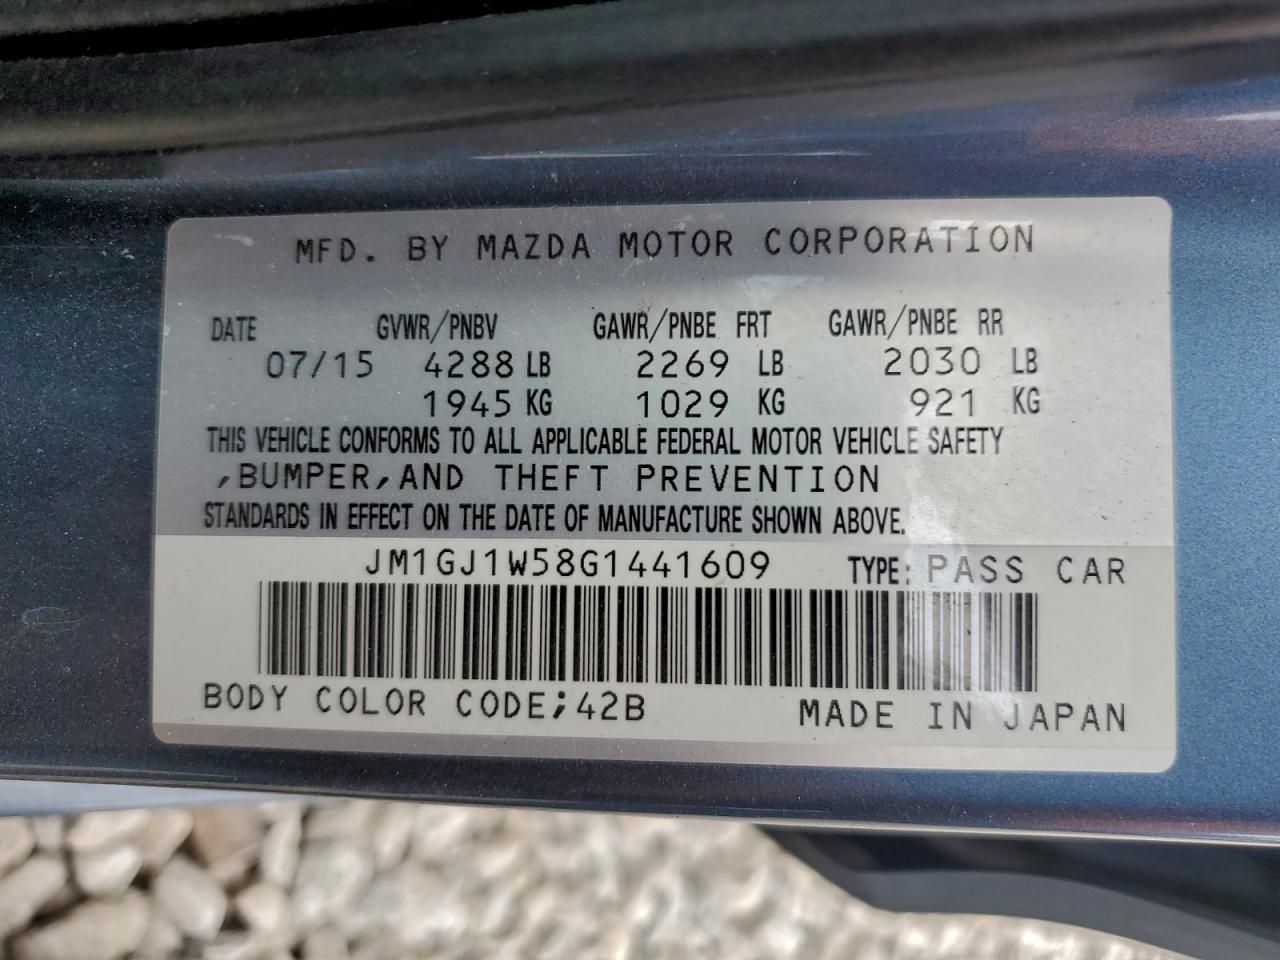 MFD. BY MAZDA MOTOR CORPORATION
DATE GVWR/PNBV GAWR/PNBE FRT GAWR/PNBE RR
07/15 4288 LB 2269 LB 2030 LB
1945 KG 1029 KG 921 KG
THIS VEHICLE CONFORMS TO ALL APPLICABLE FEDERAL MOTOR VEHICLE SAFETY
,BUMPER,AND THEFT PREVENTION
STANDARDS IN EFFECT ON THE DATE OF MANUFACTURE SHOWN ABOVE.
JM1GJ1W58G1441609 TYPE: PASS CAR
BODY COLOR CODE;42B MADE IN JAPAN